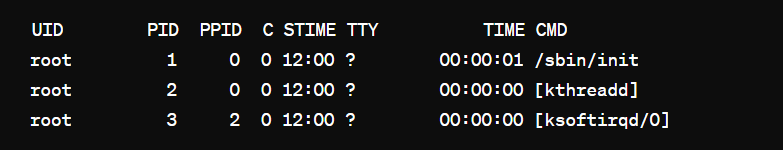 UID        PID  PPID  C STIME TTY          TIME CMD
root         1     0  0 12:00 ?        00:00:01 /sbin/init
root         2     0  0 12:00 ?        00:00:00 [kthreadd]
root         3     2  0 12:00 ?        00:00:00 [ksoftirqd/0]